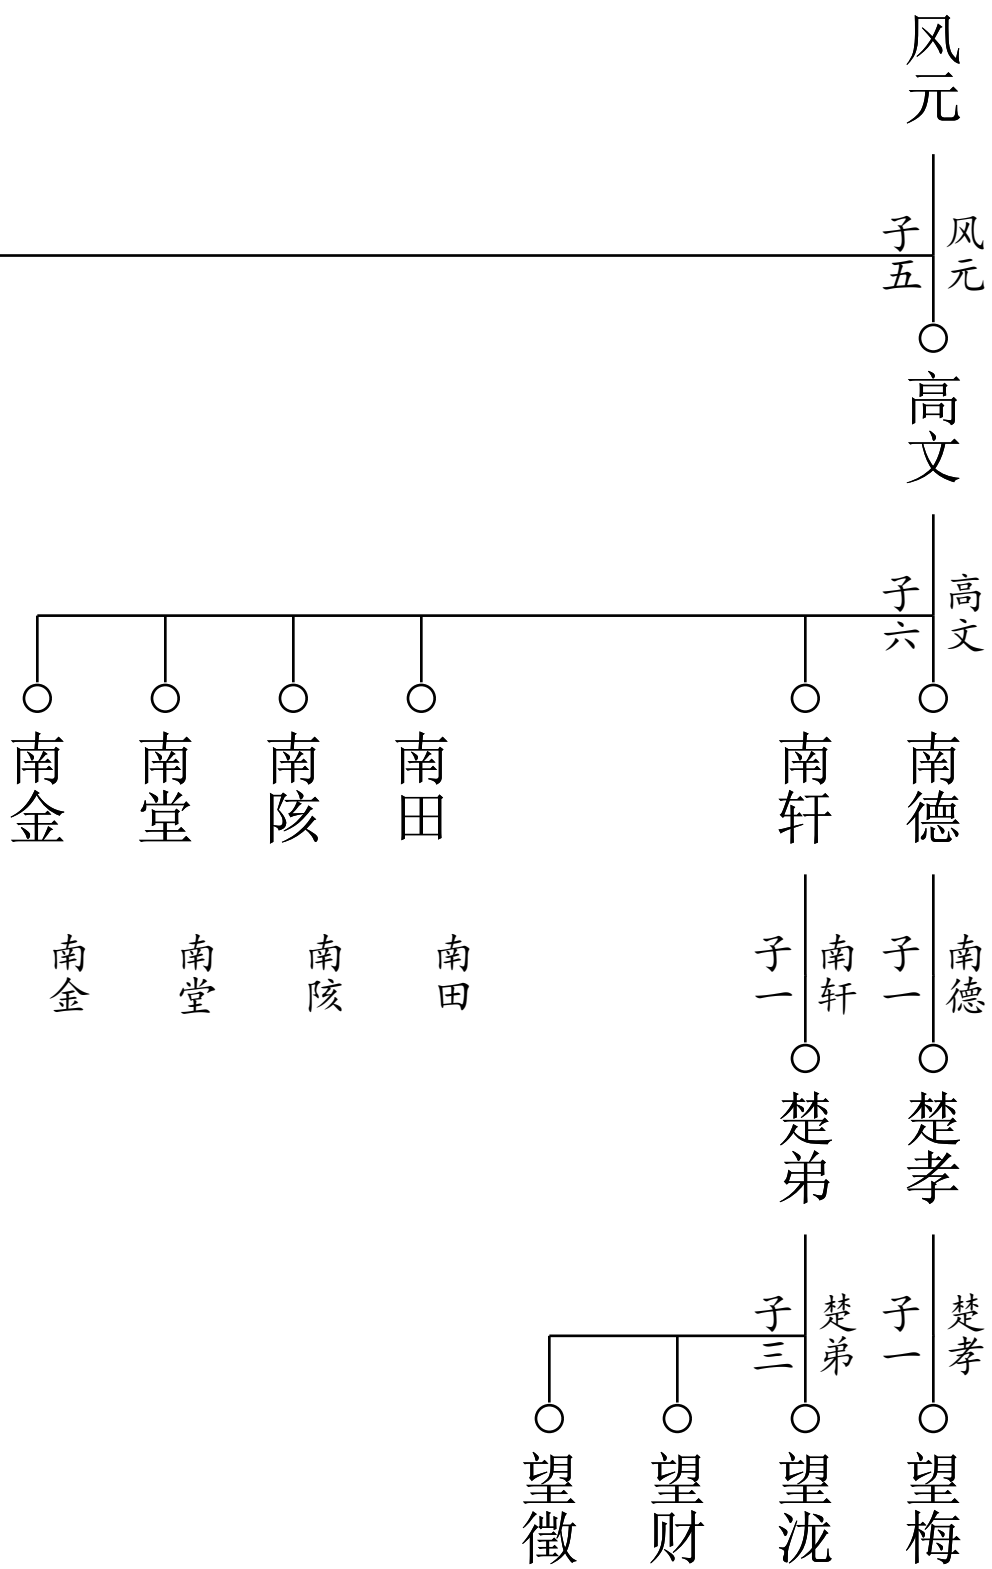 风元
风元
子五
高文
高文
子六
南德
南轩
南田
南陔
南堂
南金
南德
子一
南轩
子一
南田
南陔
南堂
南金
楚孝
楚弟
楚孝
子一
楚弟
子三
望梅
望泷
望财
望徵